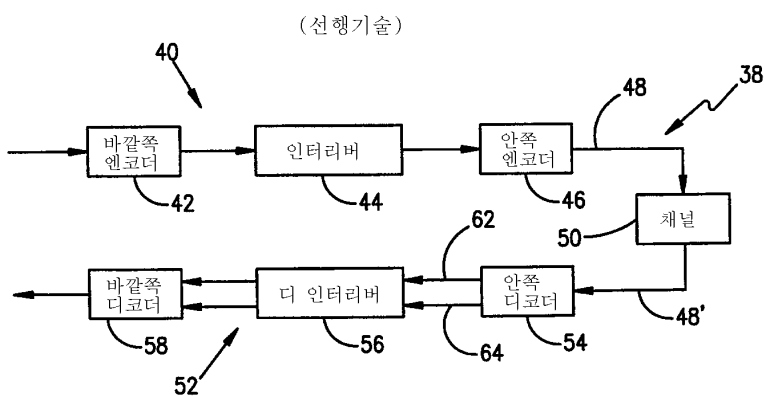 (선행기술)
40
38
48
바깥쪽
엔코더
인터리버
안쪽
엔코더
42
44
46
50
채널
62
바깥쪽
디코더
디 인터리버
안쪽
디코더
48'
58
56
64
54
52